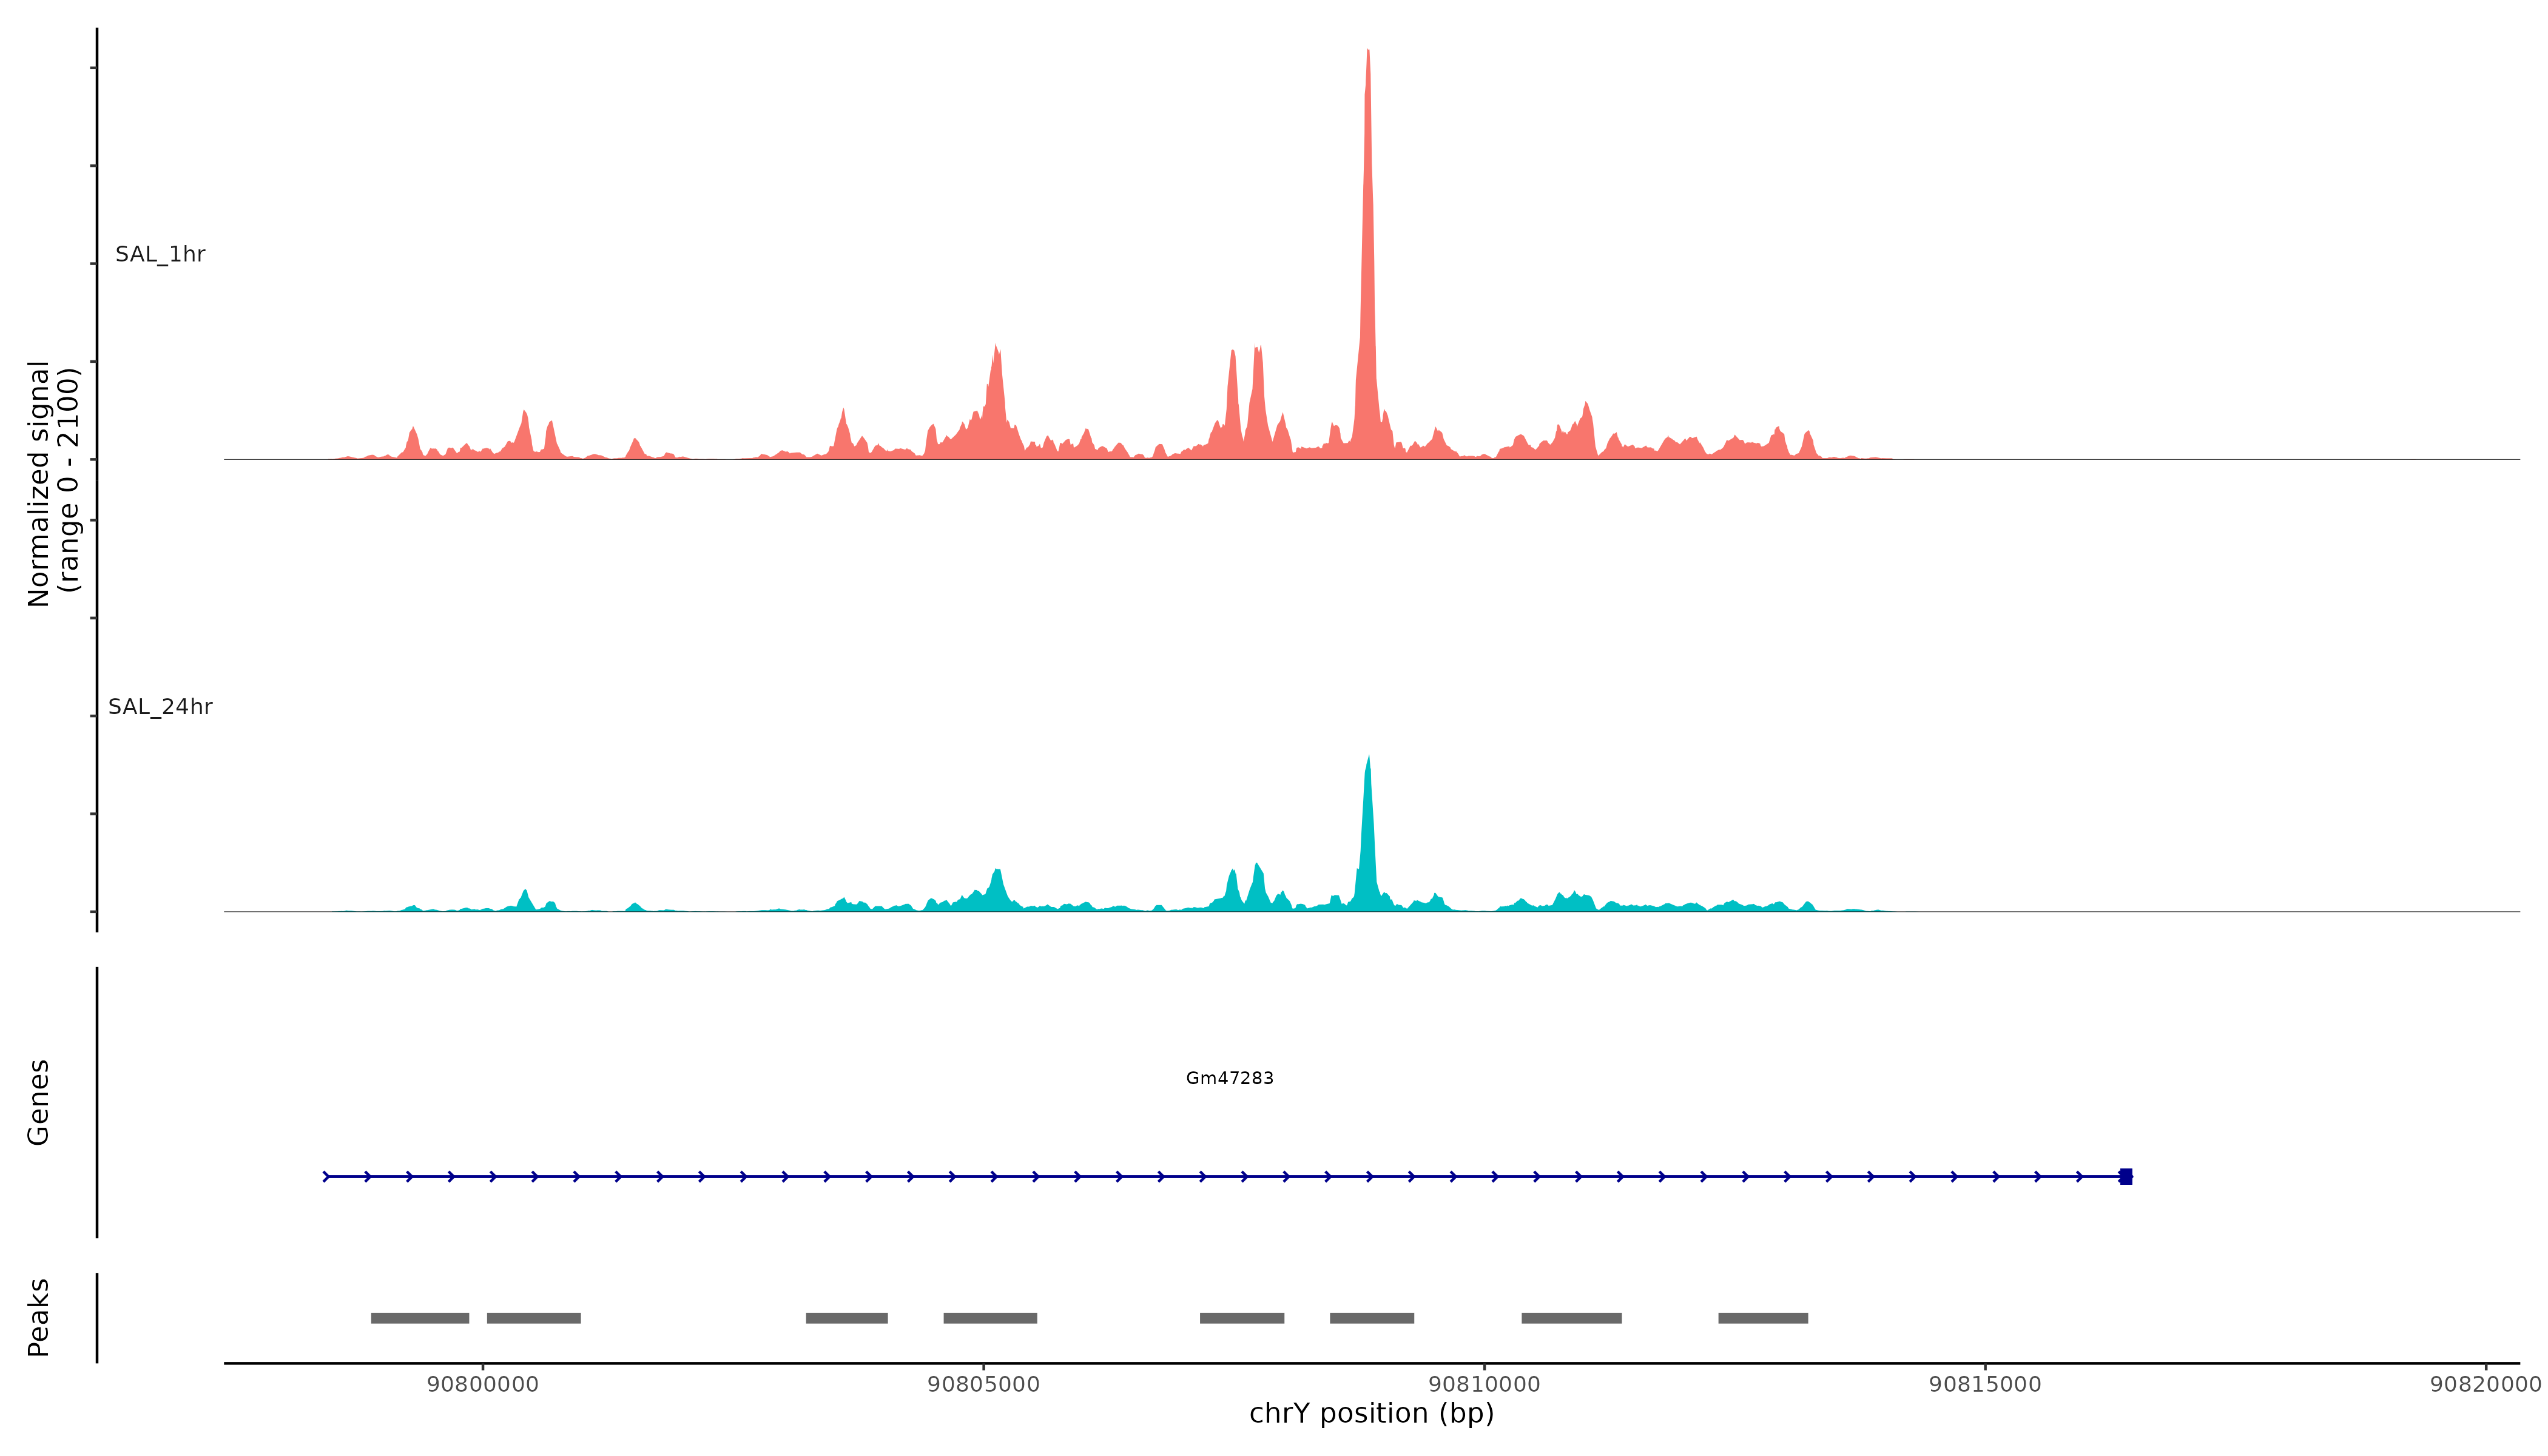 Normalized signal
(range 0 - 2100)
SAL_1hr
SAL_24hr
Genes
Gm47283
Peaks
90800000 90805000 90810000 90815000 90820000
chrY position (bp)